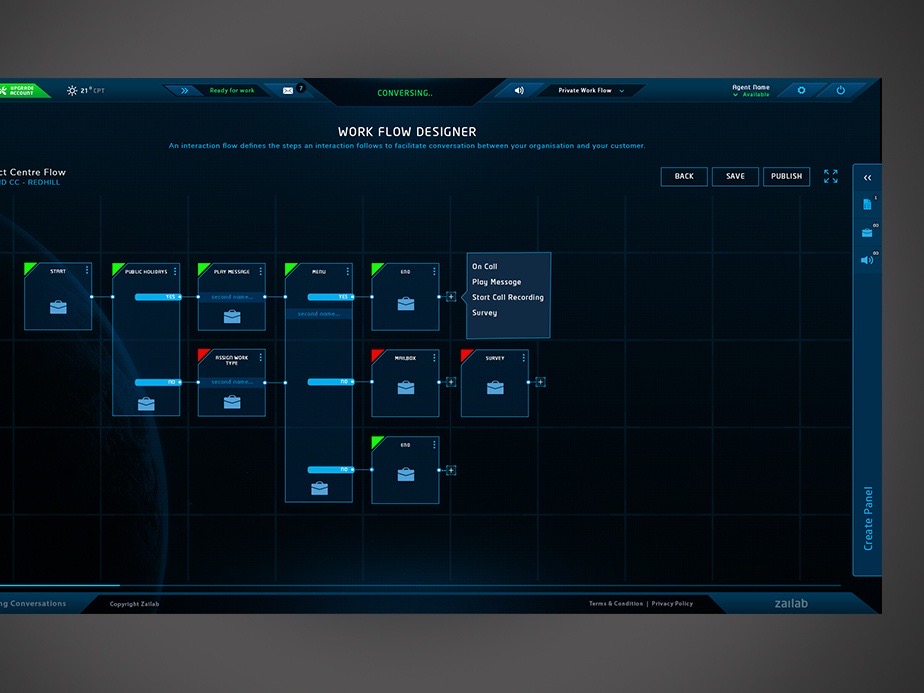 UPGRADE
ACCOUNT
21° CPT
Ready for work
7
CONVERSING..
Private Work Flow
Agent Name
Available
WORK FLOW DESIGNER
An interaction flow defines the steps an interaction follows to facilitate conversation between your organisation and your customer.
ct Centre Flow
ND CC - REDHILL
BACK
SAVE
PUBLISH
1
START
PUBLIC HOLIDAYS
PLAY MESSAGE
MENU
END
YES
second name...
YES
second name...
On Call
Play Message
Start Call Recording
Survey
ASSIGN WORK
TYPE
MAILBOX
SURVEY
NO
second name...
NO
END
NO
Create Panel
ng Conversations
Copyright Zailab
Terms & Condition | Privacy Policy
zailab